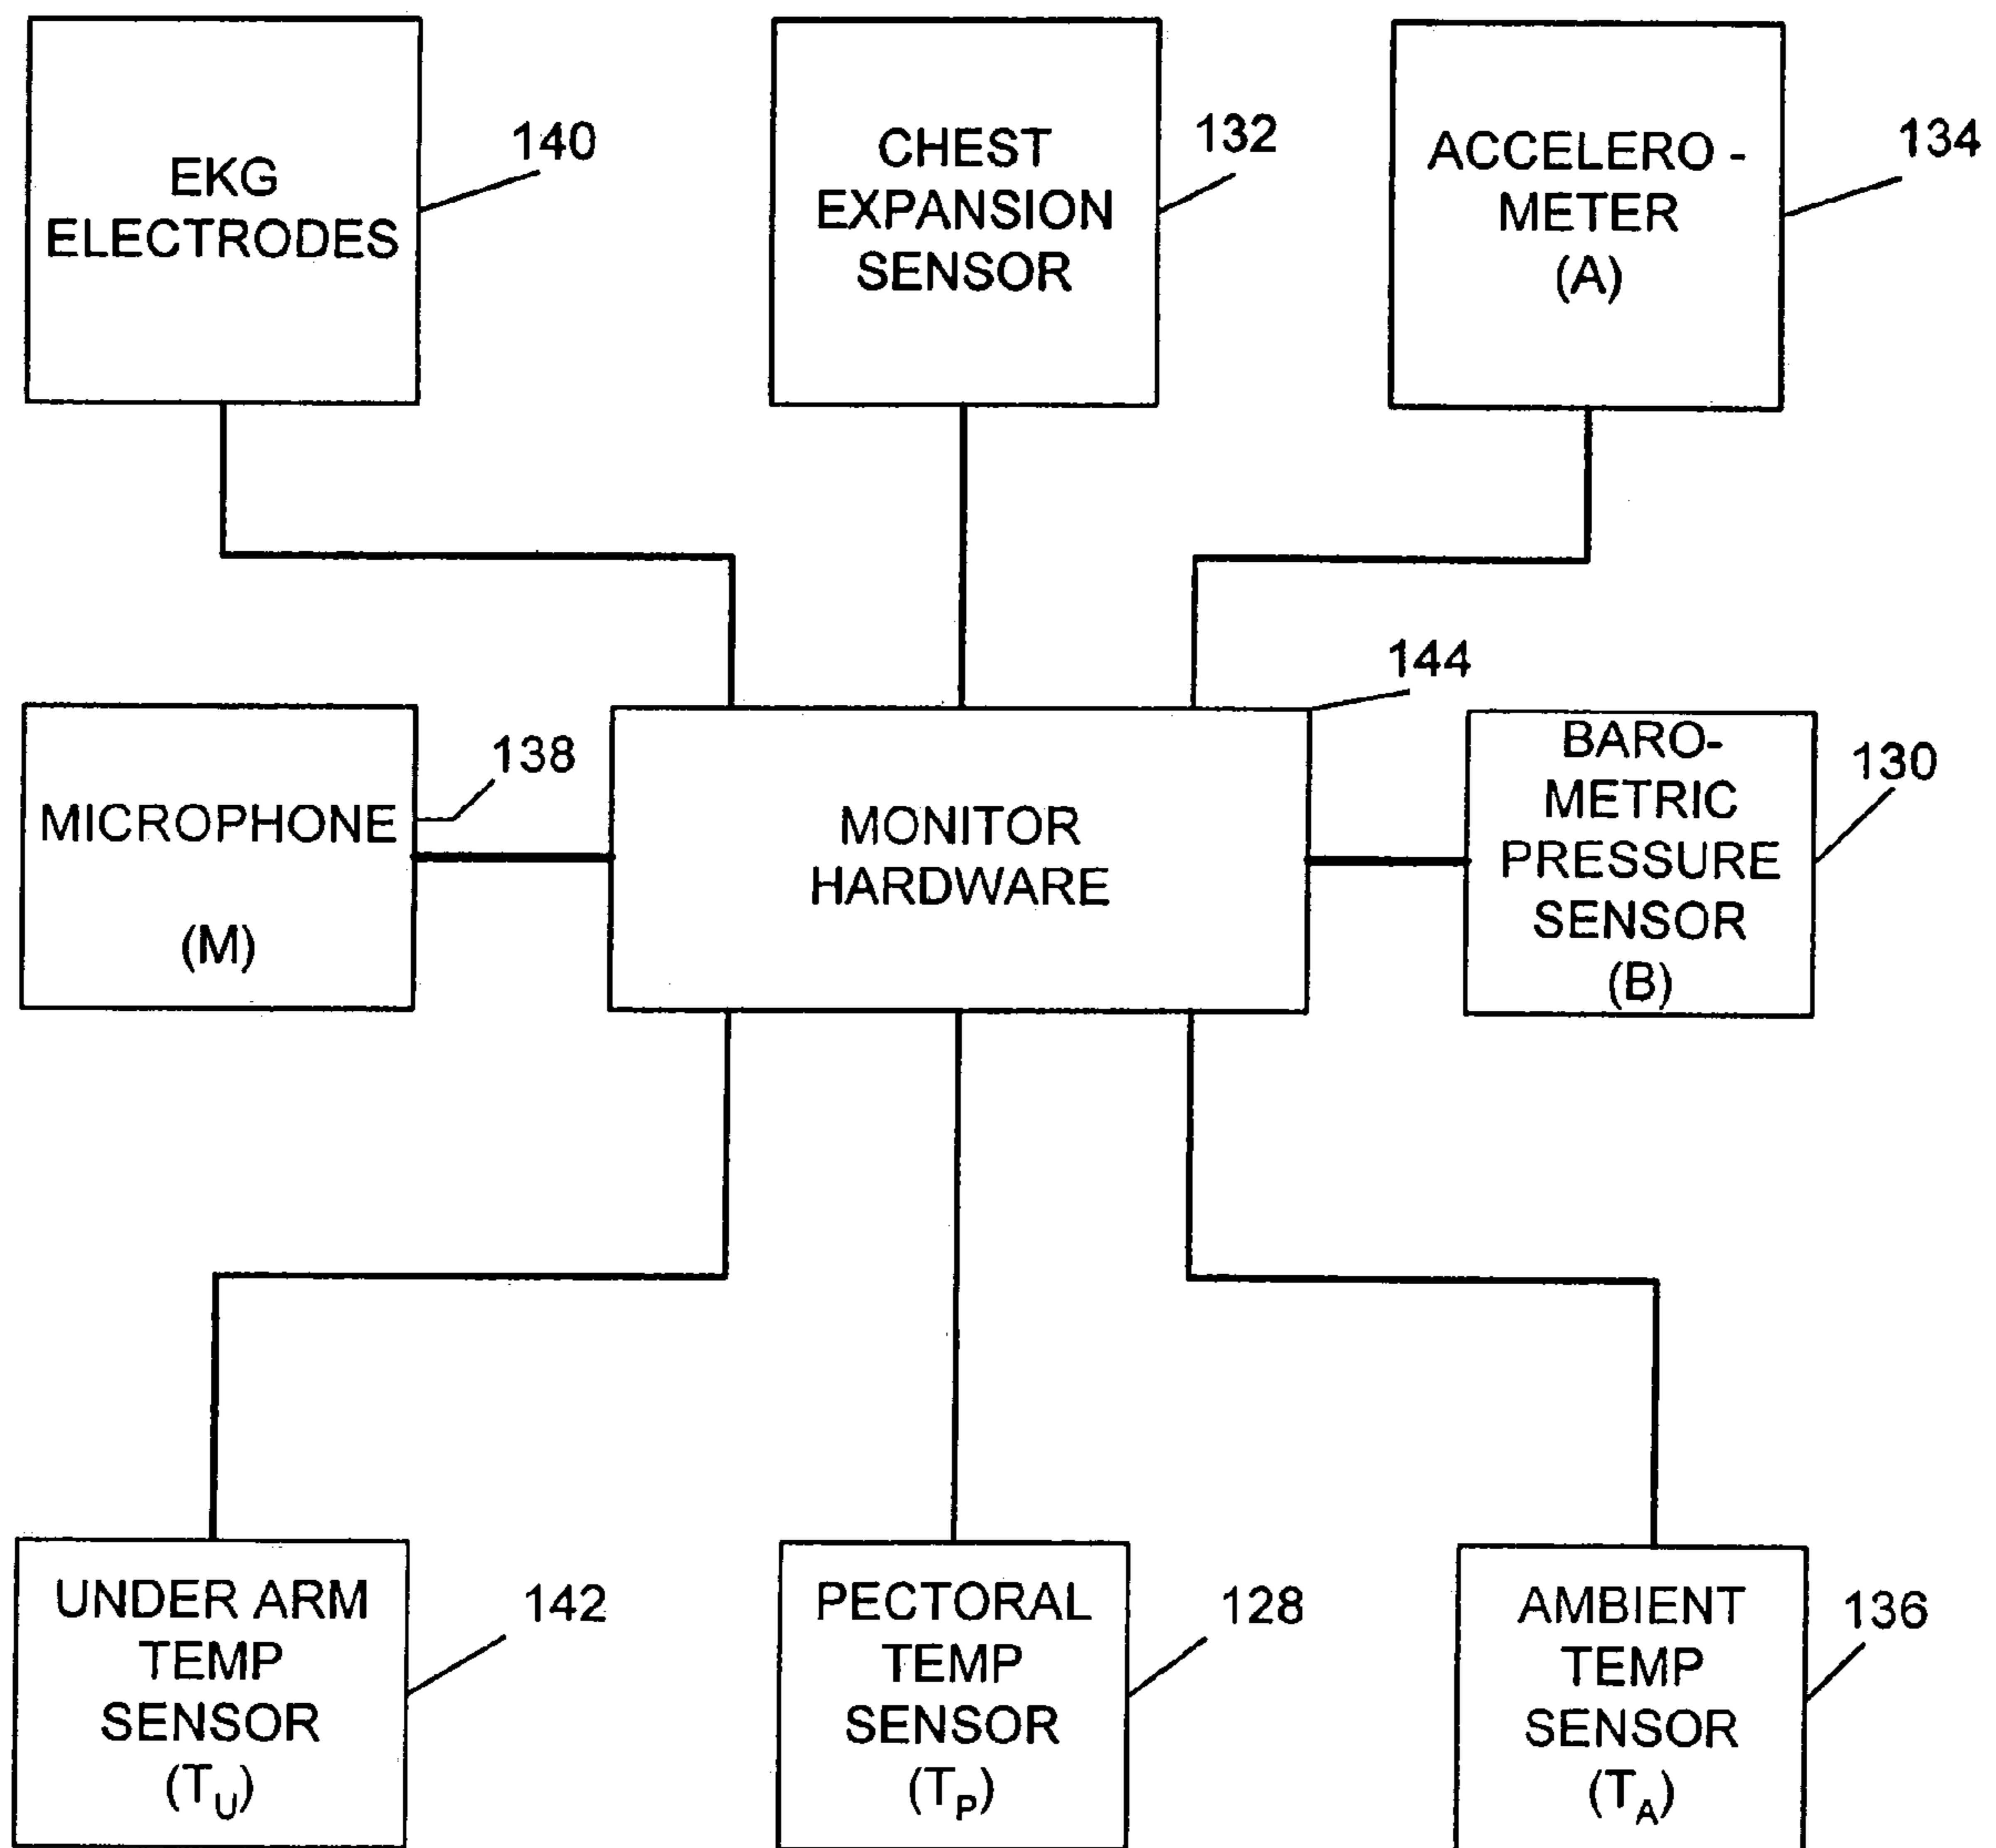 EKG
ELECTRODES
140
CHEST
EXPANSION
SENSOR
132
ACCELERO -
METER
(A)
134
MICROPHONE
(M)
138
MONITOR
HARDWARE
144
BARO-
METRIC
PRESSURE
SENSOR
(B)
130
UNDER ARM
TEMP
SENSOR
(TU)
142
PECTORAL
TEMP
SENSOR
(TP)
128
AMBIENT
TEMP
SENSOR
(TA)
136